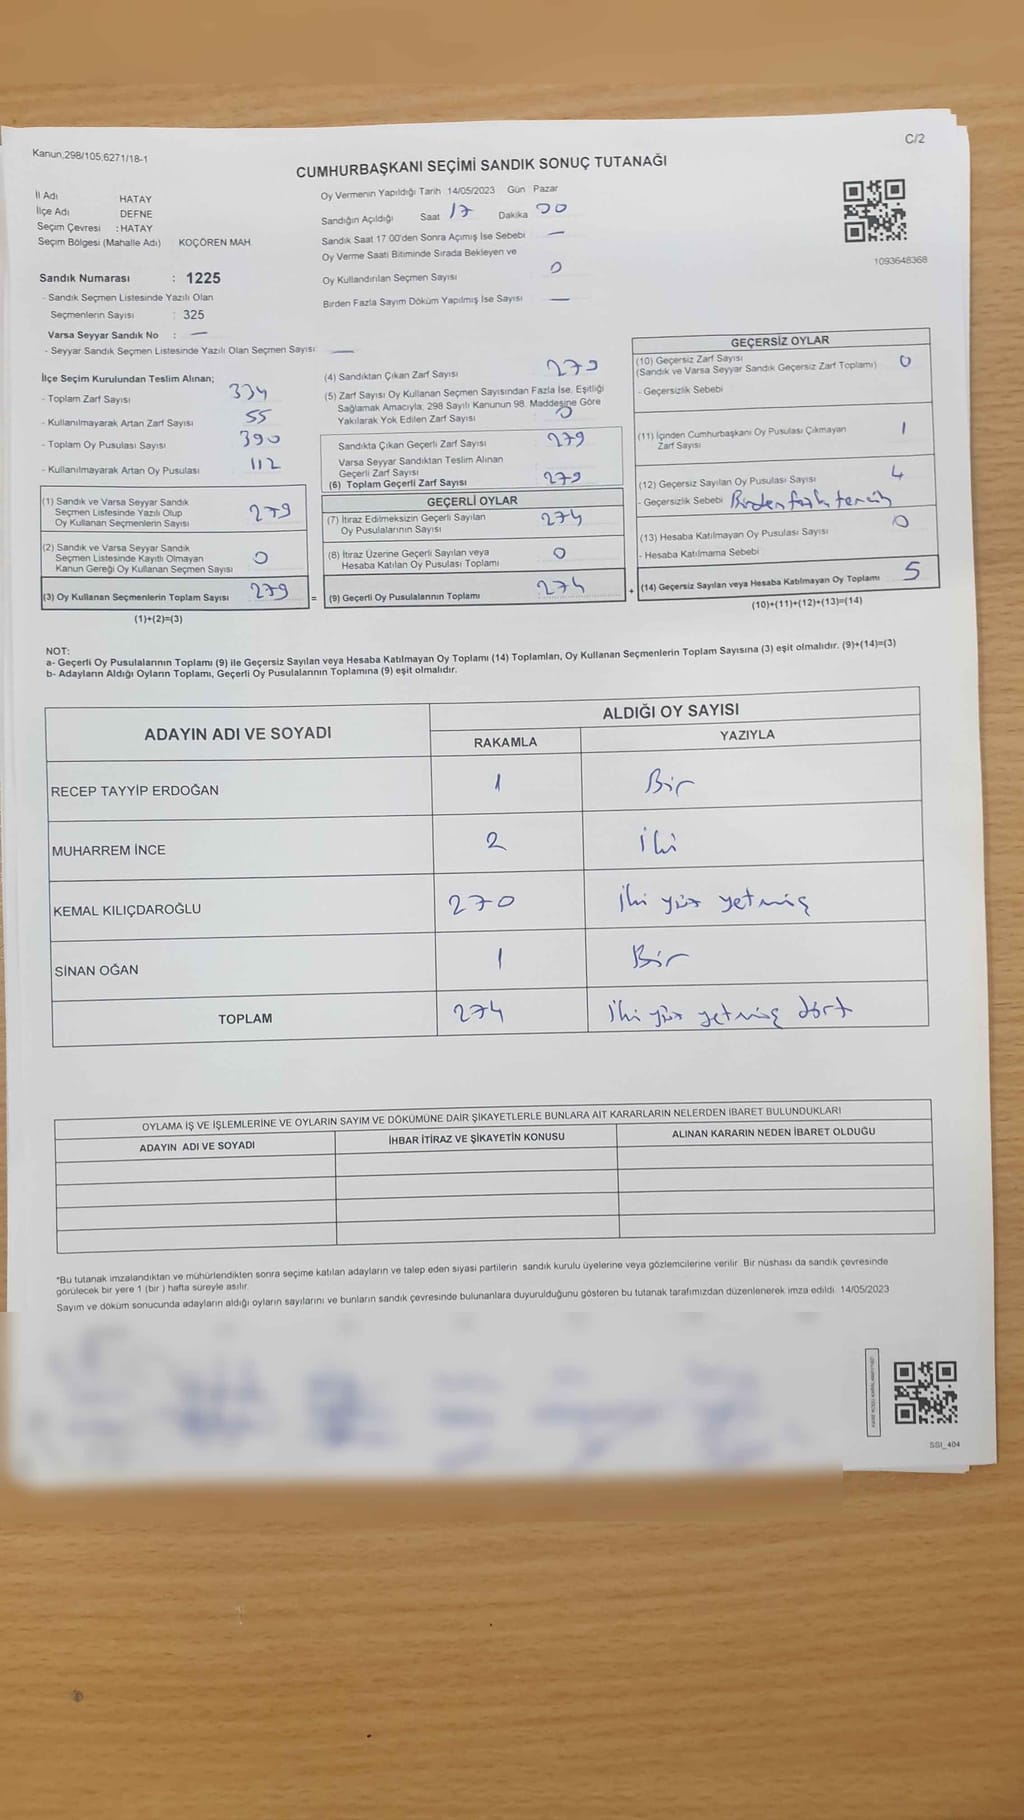 Kanun,298/105,6271/18-1
C/2
CUMHURBAŞKANI SEÇİMİ SANDIK SONUÇ TUTANAĞI
İl Adı HATAY
İlçe Adı DEFNE
Seçim Çevresi : HATAY
Seçim Bölgesi (Mahalle Adı) KOÇÖREN MAH.
Sandık Numarası : 1225
- Sandık Seçmen Listesinde Yazılı Olan
Seçmenlerin Sayısı : 325
Varsa Seyyar Sandık No : —
- Seyyar Sandık Seçmen Listesinde Yazılı Olan Seçmen Sayısı: —
Oy Vermenin Yapıldığı Tarih 14/05/2023 Gün Pazar
Sandığın Açıldığı Saat 17 Dakika 00
Sandık Saat 17:00'den Sonra Açımış İse Sebebi —
Oy Verme Saati Bitiminde Sırada Bekleyen ve
Oy Kullandırılan Seçmen Sayısı 0
Birden Fazla Sayım Döküm Yapılmış İse Sayısı —
1093648368
İlçe Seçim Kurulundan Teslim Alınan;
- Toplam Zarf Sayısı 334
- Kullanılmayarak Artan Zarf Sayısı 55
- Toplam Oy Pusulası Sayısı 390
- Kullanılmayarak Artan Oy Pusulası 112
(1) Sandık ve Varsa Seyyar Sandık
Seçmen Listesinde Yazılı Olup
Oy Kullanan Seçmenlerin Sayısı 279
(2) Sandık ve Varsa Seyyar Sandık
Seçmen Listesinde Kayıtlı Olmayan
Kanun Gereği Oy Kullanan Seçmen Sayısı 0
(3) Oy Kullanan Seçmenlerin Toplam Sayısı 279 =
(1)+(2)=(3)
(4) Sandıktan Çıkan Zarf Sayısı 279
(5) Zarf Sayısı Oy Kullanan Seçmen Sayısından Fazla İse, Eşitliği
Sağlamak Amacıyla; 298 Sayılı Kanunun 98. Maddesine Göre
Yakılarak Yok Edilen Zarf Sayısı 0
Sandıkta Çıkan Geçerli Zarf Sayısı 279
Varsa Seyyar Sandıktan Teslim Alınan
Geçerli Zarf Sayısı
(6) Toplam Geçerli Zarf Sayısı 279
GEÇERLİ OYLAR
(7) İtiraz Edilmeksizin Geçerli Sayılan
Oy Pusulalarının Sayısı 274
(8) İtiraz Üzerine Geçerli Sayılan veya
Hesaba Katılan Oy Pusulası Toplamı 0
(9) Geçerli Oy Pusulalarının Toplamı 274 +
GEÇERSİZ OYLAR
(10) Geçersiz Zarf Sayısı
(Sandık ve Varsa Seyyar Sandık Geçersiz Zarf Toplamı) 0
- Geçersizlik Sebebi
(11) İçinden Cumhurbaşkanı Oy Pusulası Çıkmayan
Zarf Sayısı 1
(12) Geçersiz Sayılan Oy Pusulası Sayısı 4
- Geçersizlik Sebebi Birden fazla tercih
(13) Hesaba Katılmayan Oy Pusulası Sayısı 0
- Hesaba Katılmama Sebebi
(14) Geçersiz Sayılan veya Hesaba Katılmayan Oy Toplamı 5
(10)+(11)+(12)+(13)=(14)
NOT:
a- Geçerli Oy Pusulalarının Toplamı (9) ile Geçersiz Sayılan veya Hesaba Katılmayan Oy Toplamı (14) Toplamları, Oy Kullanan Seçmenlerin Toplam Sayısına (3) eşit olmalıdır. (9)+(14)=(3)
b- Adayların Aldığı Oyların Toplamı, Geçerli Oy Pusulalarının Toplamına (9) eşit olmalıdır.
ADAYIN ADI VE SOYADI ALDIĞI OY SAYISI
RAKAMLA YAZIYLA
RECEP TAYYİP ERDOĞAN 1 Bir
MUHARREM İNCE 2 İki
KEMAL KILIÇDAROĞLU 270 İki yüz yetmiş
SİNAN OĞAN 1 Bir
TOPLAM 274 İki yüz yetmiş dört
OYLAMA İŞ VE İŞLEMLERİNE VE OYLARIN SAYIM VE DÖKÜMÜNE DAİR ŞİKAYETLERLE BUNLARA AİT KARARLARIN NELERDEN İBARET BULUNDUKLARI
ADAYIN ADI VE SOYADI İHBAR İTİRAZ VE ŞİKAYETİN KONUSU ALINAN KARARIN NEDEN İBARET OLDUĞU
*Bu tutanak imzalandıktan ve mühürlendikten sonra seçime katılan adayların ve talep eden siyasi partilerin sandık kurulu üyelerine veya gözlemcilerine verilir. Bir nüshası da sandık çevresinde
görülecek bir yere 1 (bir ) hafta süreyle asılır.
Sayım ve döküm sonucunda adayların aldığı oyların sayılarını ve bunların sandık çevresinde bulunanlara duyurulduğunu gösteren bu tutanak tarafımızdan düzenlenerek imza edildi. 14/05/2023
SSI_404